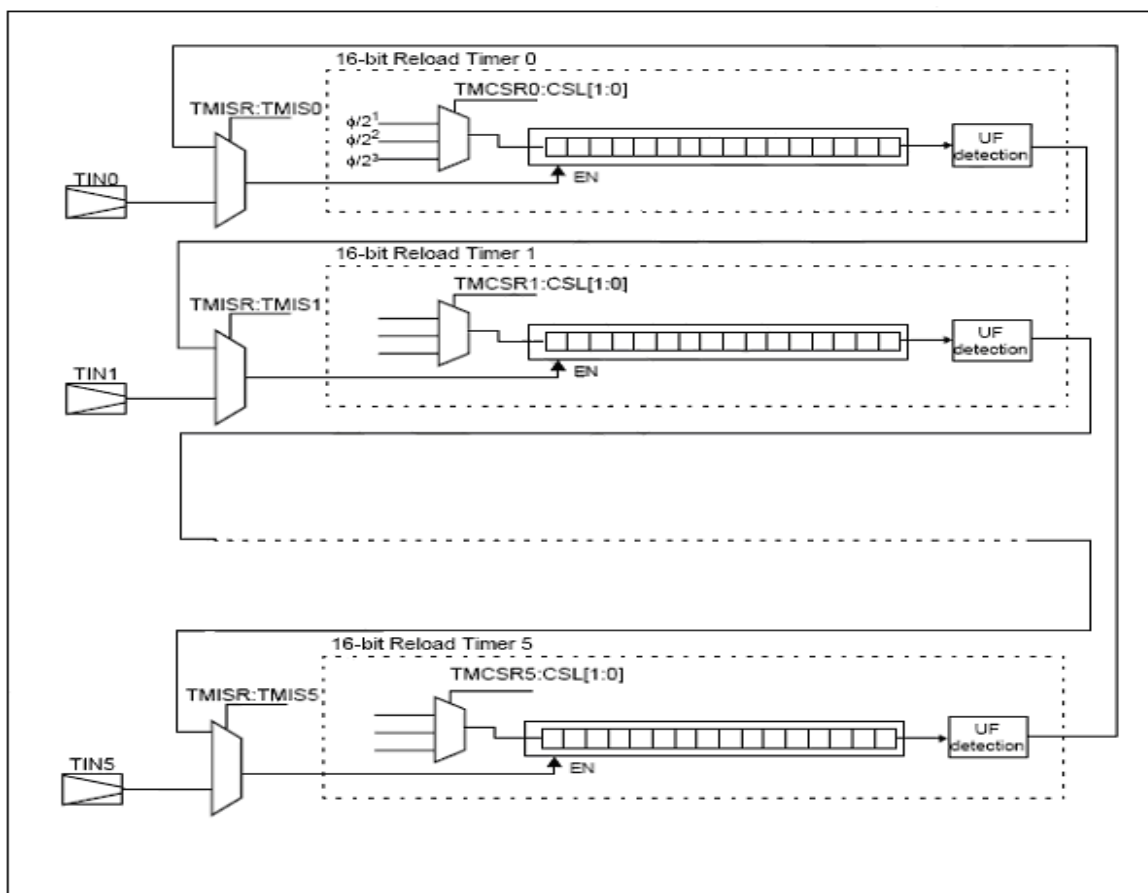 16-bit Reload Timer 0
TMCSR0:CSL[1:0]
TMISR:TMIS0
ϕ/2¹
ϕ/2²
ϕ/2³
UF
detection
TIN0
EN
16-bit Reload Timer 1
TMCSR1:CSL[1:0]
TMISR:TMIS1
UF
detection
TIN1
EN
16-bit Reload Timer 5
TMCSR5:CSL[1:0]
TMISR:TMIS5
UF
detection
TIN5
EN